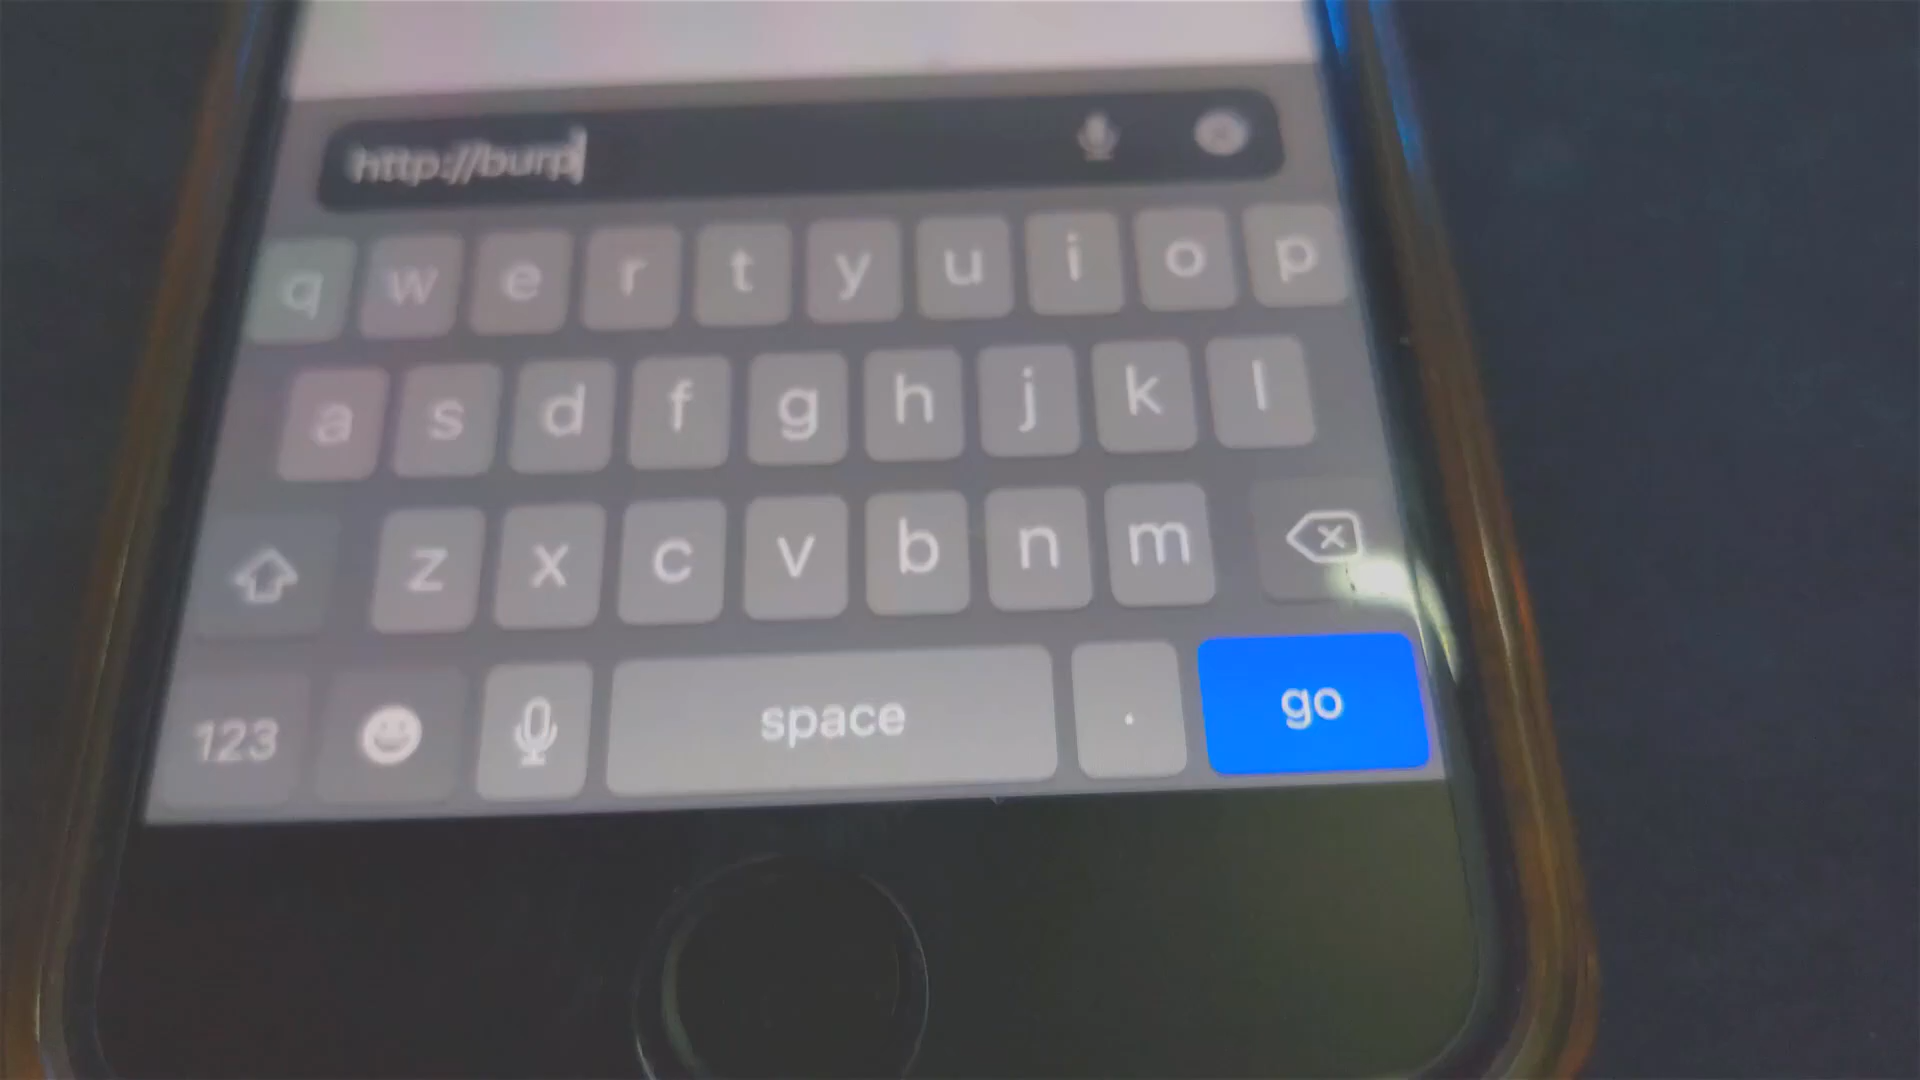 http://burp
q w e r t y u i o p
a s d f g h j k l
z x c v b n m
123 space . go